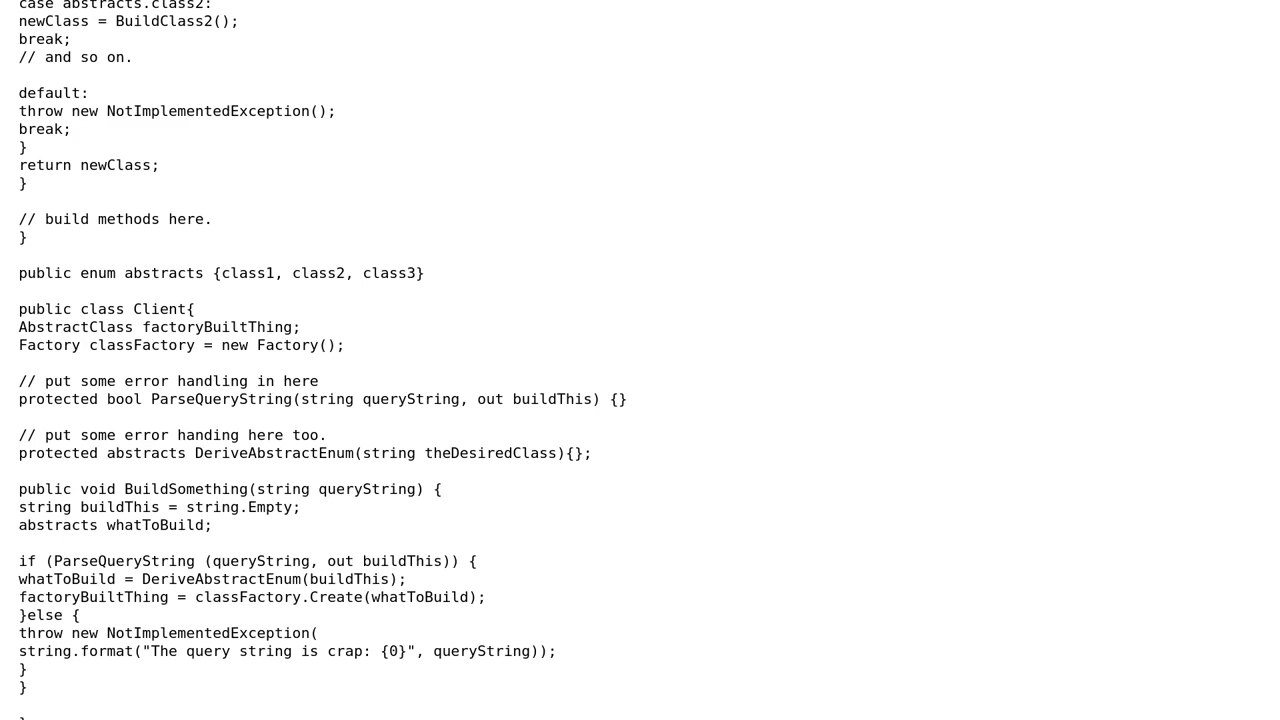 case abstracts.class2:
newClass = BuildClass2();
break;
// and so on.
default:
throw new NotImplementedException();
break;
}
return newClass;
}
// build methods here.
}
public enum abstracts {class1, class2, class3}
public class Client{
AbstractClass factoryBuiltThing;
Factory classFactory = new Factory();
// put some error handling in here
protected bool ParseQueryString(string queryString, out buildThis) {}
// put some error handing here too.
protected abstracts DeriveAbstractEnum(string theDesiredClass){};
public void BuildSomething(string queryString) {
string buildThis = string.Empty;
abstracts whatToBuild;
if (ParseQueryString (queryString, out buildThis)) {
whatToBuild = DeriveAbstractEnum(buildThis);
factoryBuiltThing = classFactory.Create(whatToBuild);
}else {
throw new NotImplementedException(
string.format("The query string is crap: {0}", queryString));
}
}
}